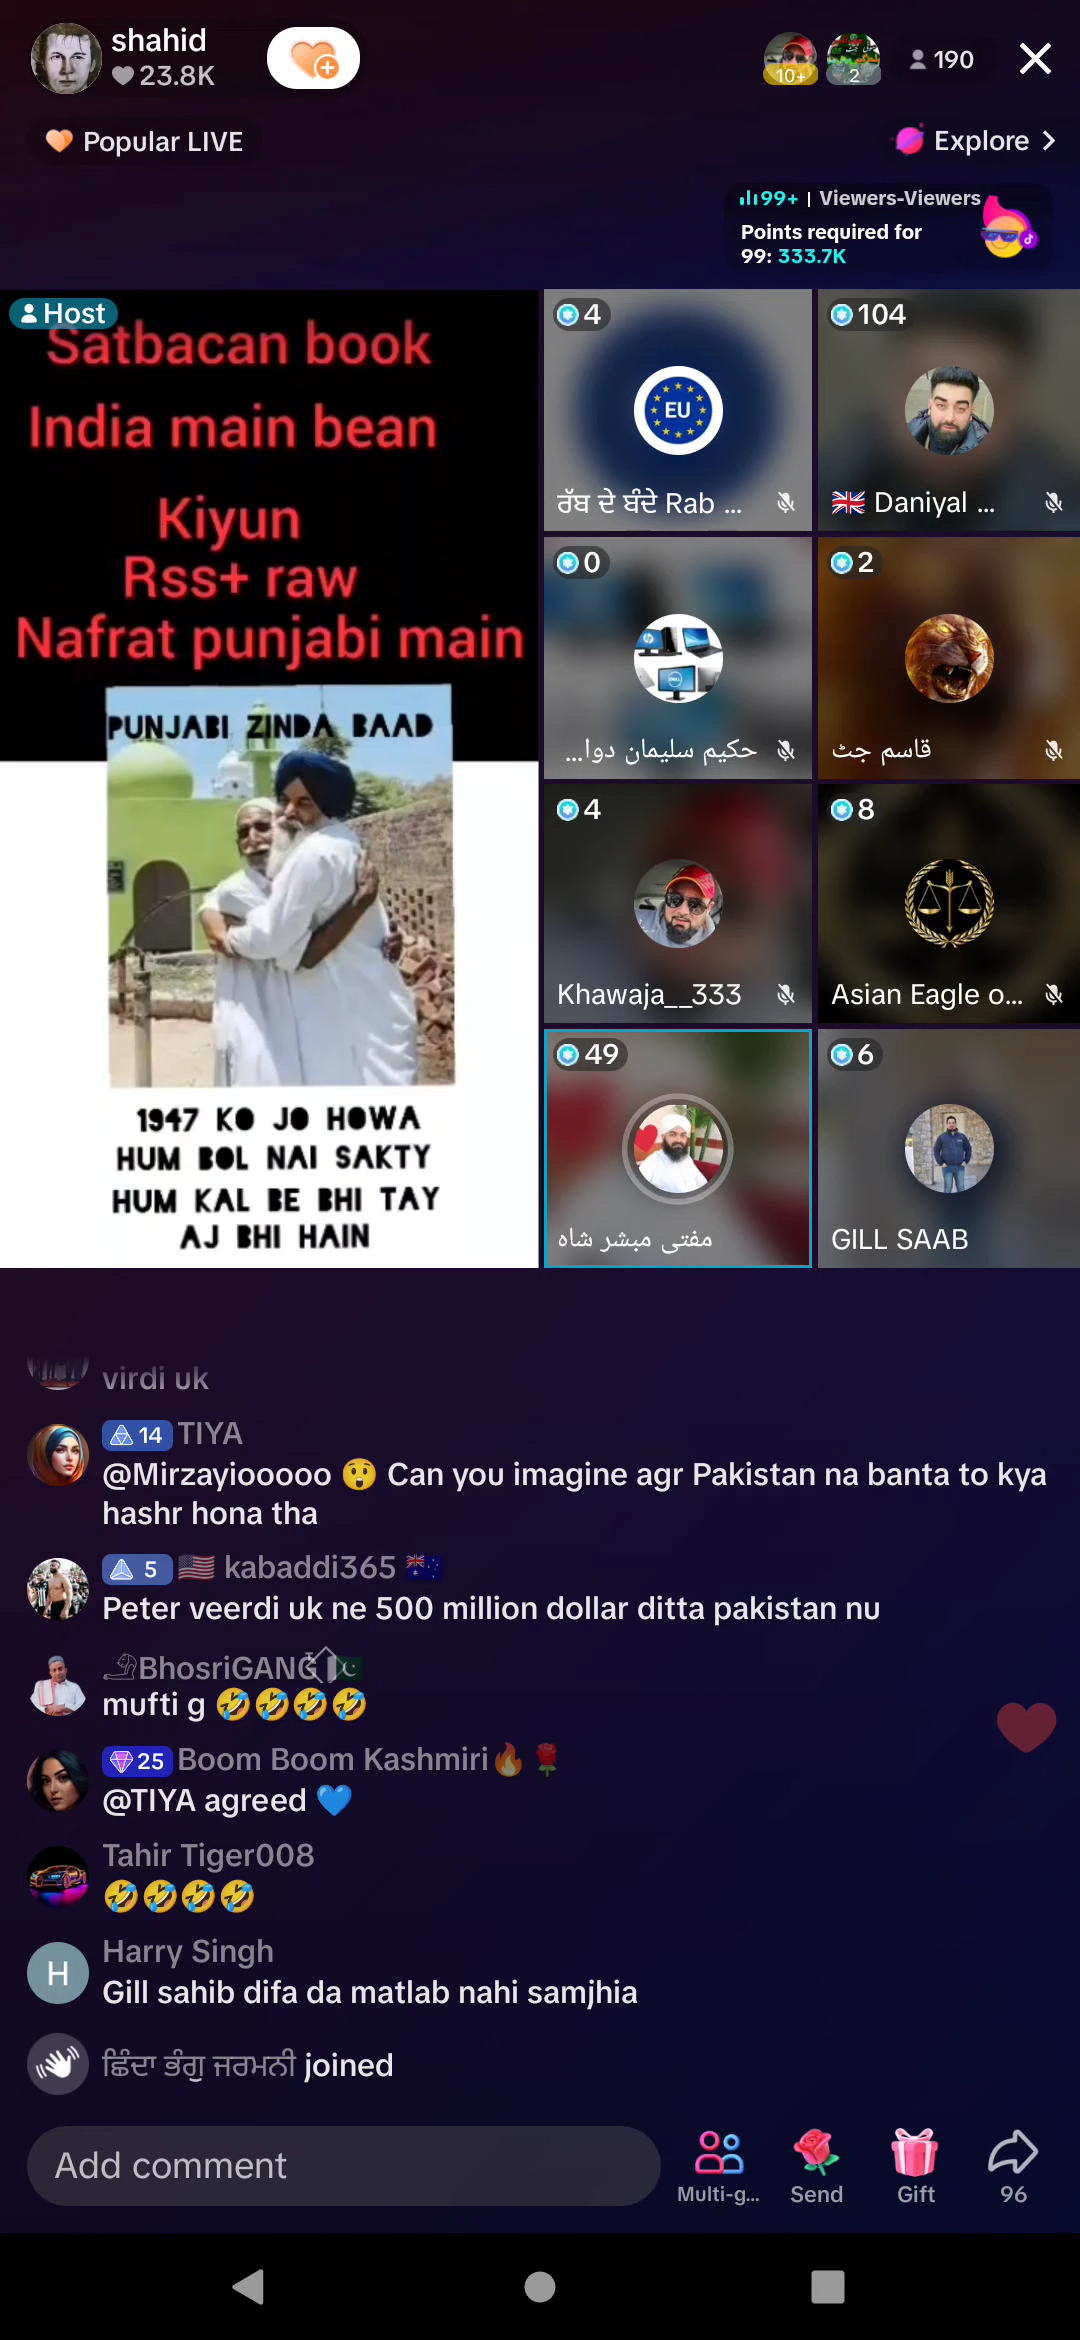 shahid
23.8K
10+
2
190
Popular LIVE
Explore
99+ | Viewers-Viewers
Points required for
99: 333.7K
Host
Satbacan book
India main bean
Kiyun
Rss+ raw
Nafrat punjabi main
PUNJABI ZINDA BAAD
1947 KO JO HOWA
HUM BOL NAI SAKTY
HUM KAL BE BHI TAY
AJ BHI HAIN
4
EU
ਰੱਬ ਦੇ ਬੰਦੇ Rab ...
104
🇬🇧 Daniyal ...
0
حکیم سلیمان دوا...
2
قاسم جٹ
4
Khawaja__333
8
Asian Eagle o...
49
مفتی مبشر شاہ
6
GILL SAAB
virdi uk
14 TIYA
@Mirzayiooooo 😲 Can you imagine agr Pakistan na banta to kya
hashr hona tha
5 🇺🇸 kabaddi365 🇦🇺
Peter veerdi uk ne 500 million dollar ditta pakistan nu
BhosriGANG 🇵🇰
mufti g 🤣🤣🤣🤣
25 Boom Boom Kashmiri🔥🌹
@TIYA agreed 💙
Tahir Tiger008
🤣🤣🤣🤣
H
Harry Singh
Gill sahib difa da matlab nahi samjhia
ਛਿੰਦਾ ਭੰਗੂ ਜਰਮਨੀ joined
Add comment
Multi-g...
Send
Gift
96